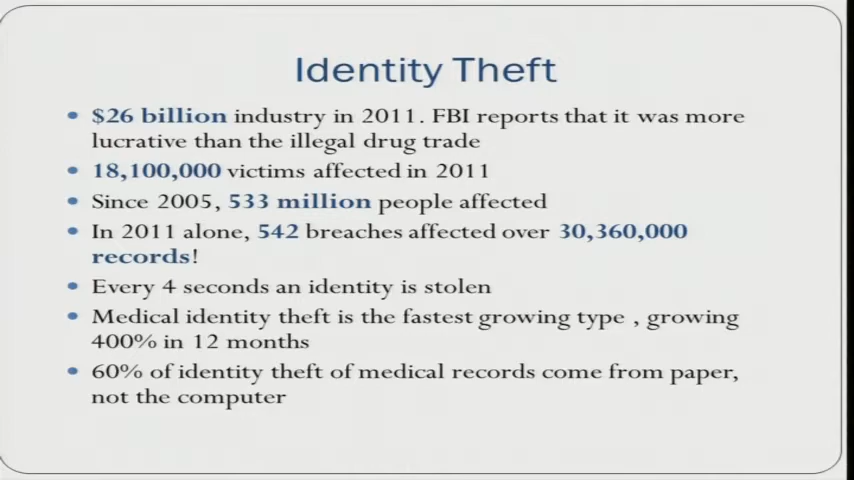 Identity Theft
• $26 billion industry in 2011. FBI reports that it was more
lucrative than the illegal drug trade
• 18,100,000 victims affected in 2011
• Since 2005, 533 million people affected
• In 2011 alone, 542 breaches affected over 30,360,000
records!
• Every 4 seconds an identity is stolen
• Medical identity theft is the fastest growing type , growing
400% in 12 months
• 60% of identity theft of medical records come from paper,
not the computer